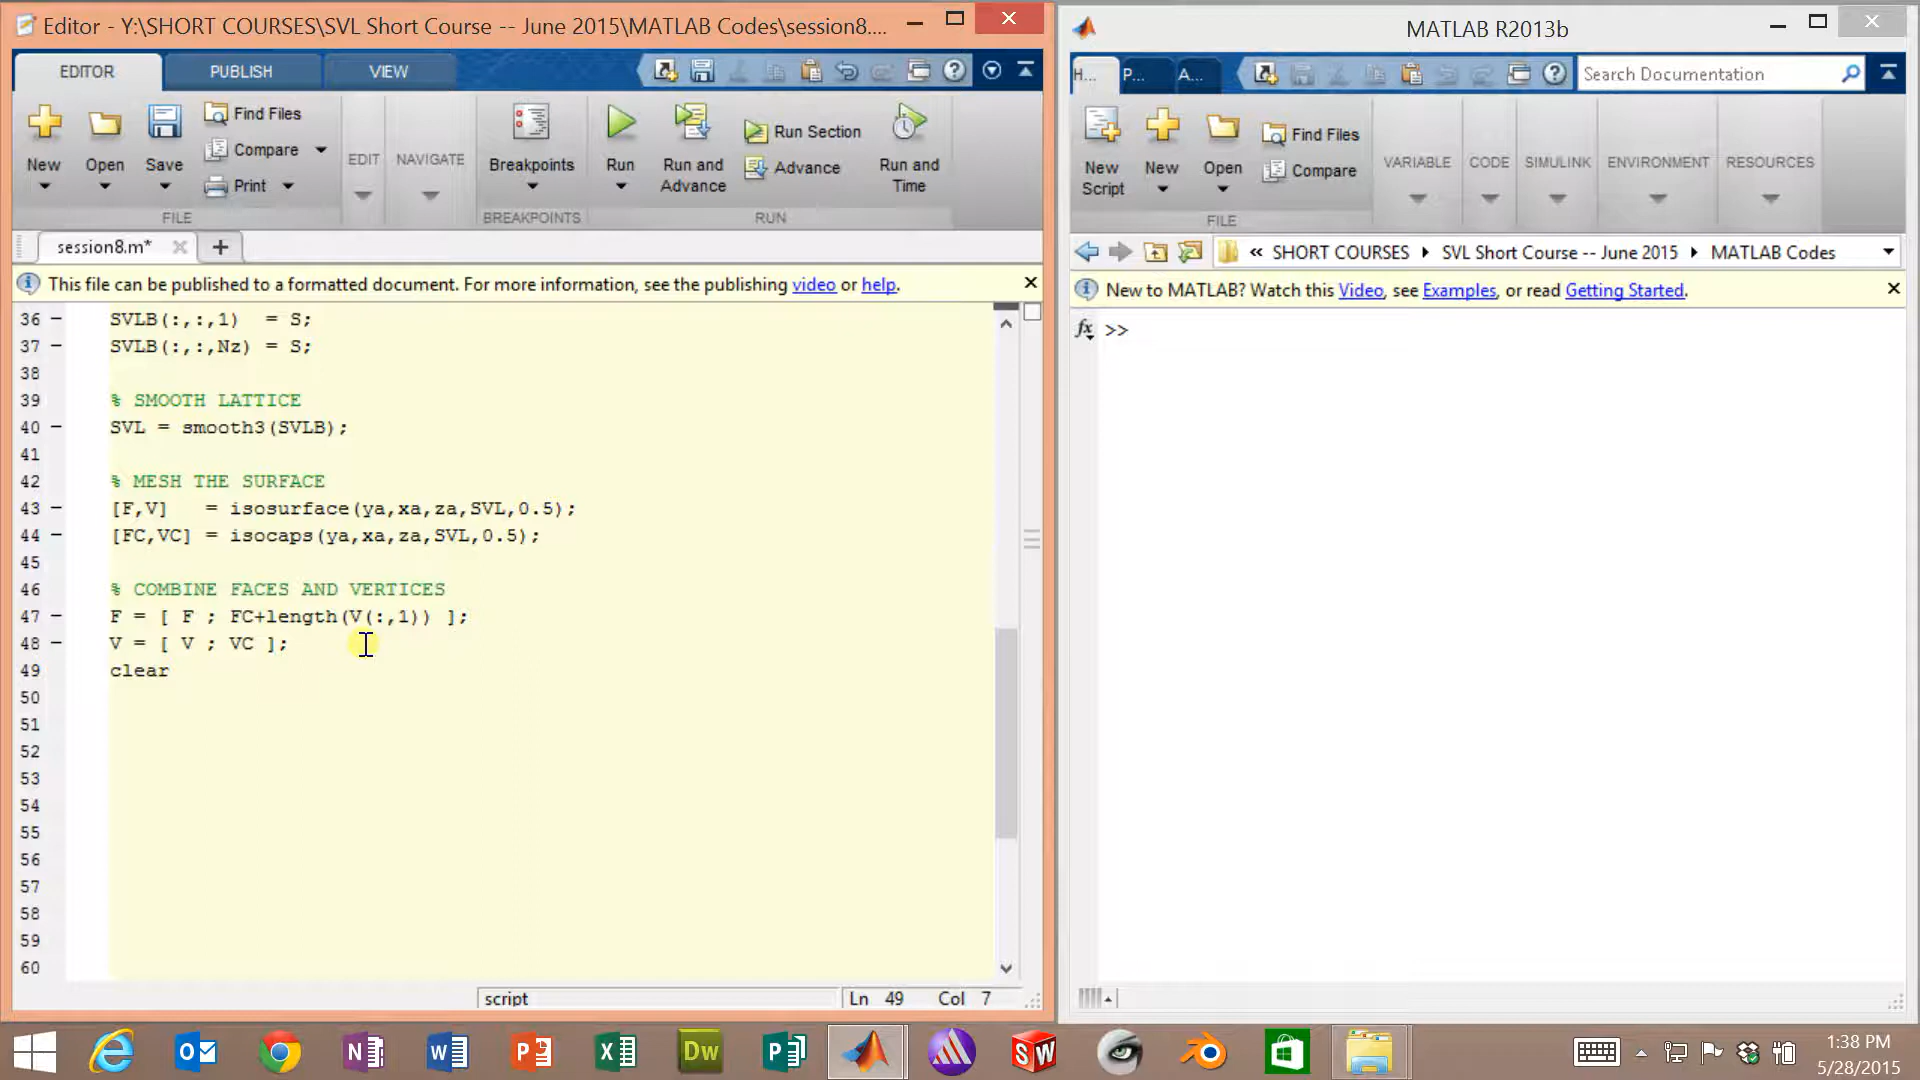 Editor - Y:\SHORT COURSES\SVL Short Course -- June 2015\MATLAB Codes\session8....
EDITOR PUBLISH VIEW
New Open Save
Find Files
Compare
Print
FILE
EDIT
NAVIGATE
Breakpoints
BREAKPOINTS
Run
Run and Advance
Run Section
Advance
Run and Time
RUN
session8.m*
This file can be published to a formatted document. For more information, see the publishing video or help.
36 SVLB(:,:,1)  = S;
37 SVLB(:,:,Nz) = S;
38
39 % SMOOTH LATTICE
40 SVL = smooth3(SVLB);
41
42 % MESH THE SURFACE
43 [F,V]   = isosurface(ya,xa,za,SVL,0.5);
44 [FC,VC] = isocaps(ya,xa,za,SVL,0.5);
45
46 % COMBINE FACES AND VERTICES
47 F = [ F ; FC+length(V(:,1)) ];
48 V = [ V ; VC ];
49 clear
50
51
52
53
54
55
56
57
58
59
60
script Ln 49 Col 7
MATLAB R2013b
H... P... A...
Search Documentation
New Script
New
Open
Find Files
Compare
FILE
VARIABLE
CODE
SIMULINK
ENVIRONMENT
RESOURCES
« SHORT COURSES SVL Short Course -- June 2015 MATLAB Codes
New to MATLAB? Watch this Video, see Examples, or read Getting Started.
fx >>
1:38 PM
5/28/2015